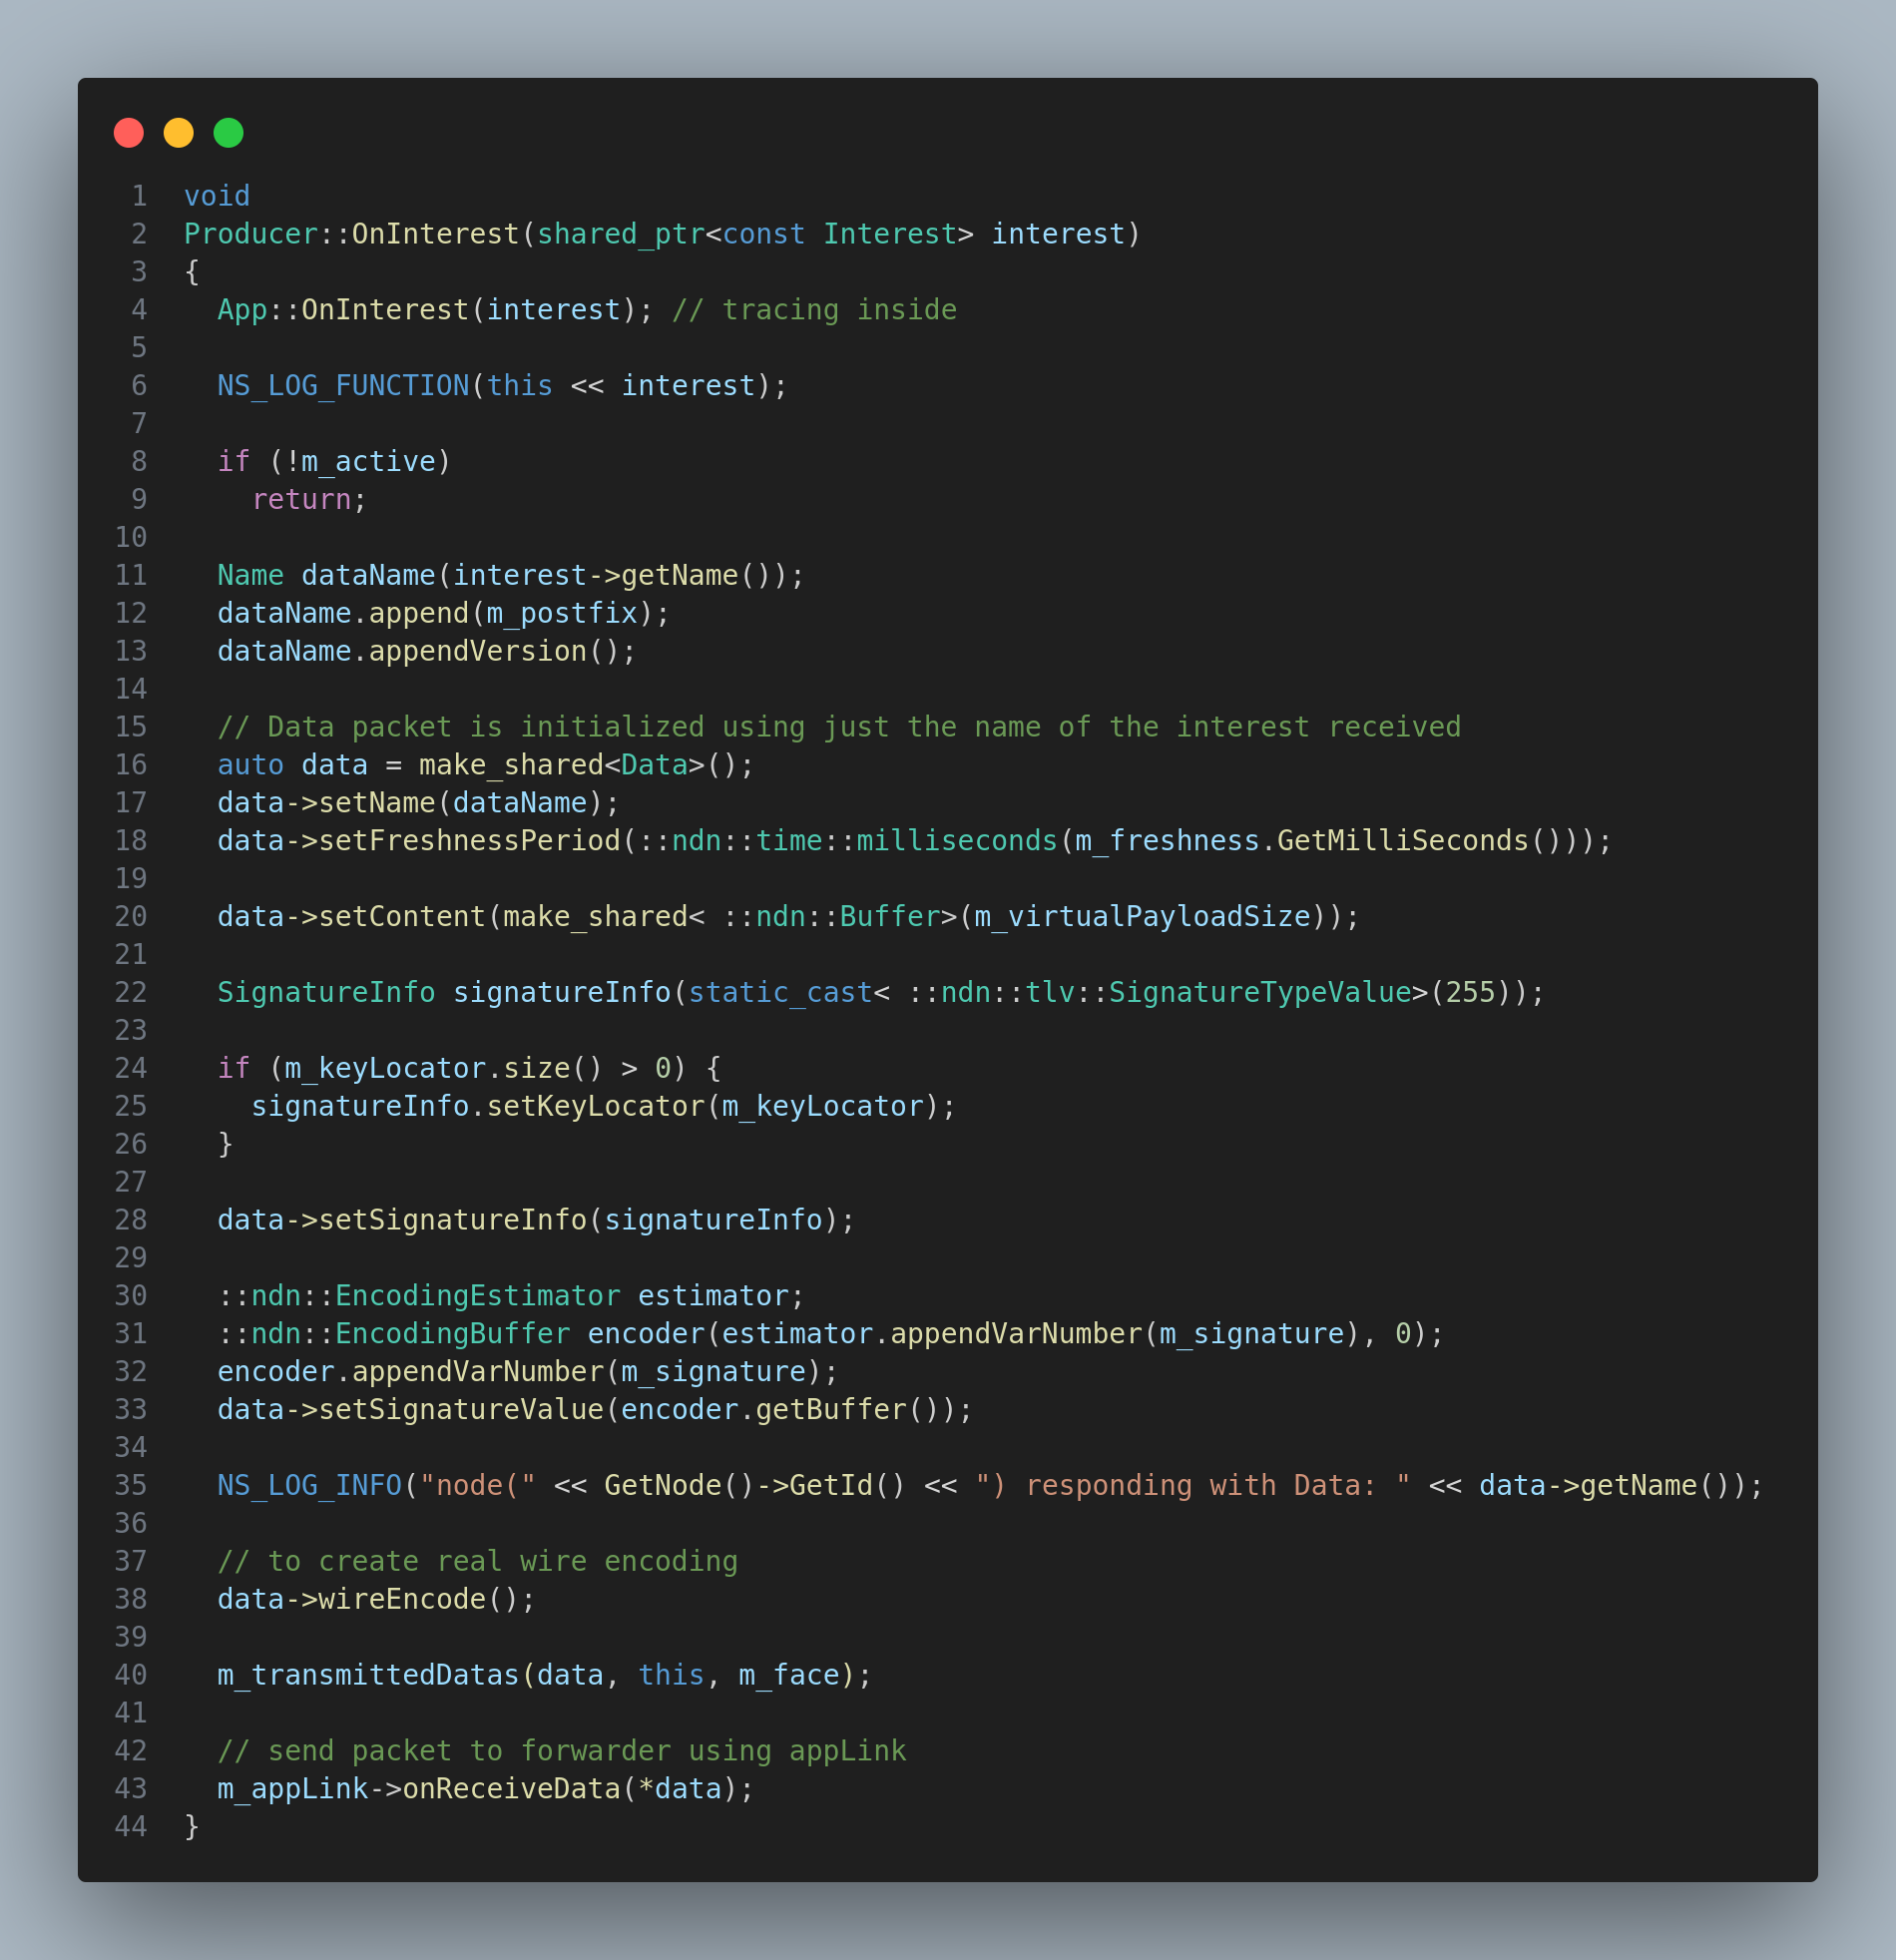 1 void
2 Producer::OnInterest(shared_ptr<const Interest> interest)
3 {
4   App::OnInterest(interest); // tracing inside
5
6   NS_LOG_FUNCTION(this << interest);
7
8   if (!m_active)
9     return;
10
11   Name dataName(interest->getName());
12   dataName.append(m_postfix);
13   dataName.appendVersion();
14
15   // Data packet is initialized using just the name of the interest received
16   auto data = make_shared<Data>();
17   data->setName(dataName);
18   data->setFreshnessPeriod(::ndn::time::milliseconds(m_freshness.GetMilliSeconds()));
19
20   data->setContent(make_shared< ::ndn::Buffer>(m_virtualPayloadSize));
21
22   SignatureInfo signatureInfo(static_cast< ::ndn::tlv::SignatureTypeValue>(255));
23
24   if (m_keyLocator.size() > 0) {
25     signatureInfo.setKeyLocator(m_keyLocator);
26   }
27
28   data->setSignatureInfo(signatureInfo);
29
30   ::ndn::EncodingEstimator estimator;
31   ::ndn::EncodingBuffer encoder(estimator.appendVarNumber(m_signature), 0);
32   encoder.appendVarNumber(m_signature);
33   data->setSignatureValue(encoder.getBuffer());
34
35   NS_LOG_INFO("node(" << GetNode()->GetId() << ") responding with Data: " << data->getName());
36
37   // to create real wire encoding
38   data->wireEncode();
39
40   m_transmittedDatas(data, this, m_face);
41
42   // send packet to forwarder using appLink
43   m_appLink->onReceiveData(*data);
44 }